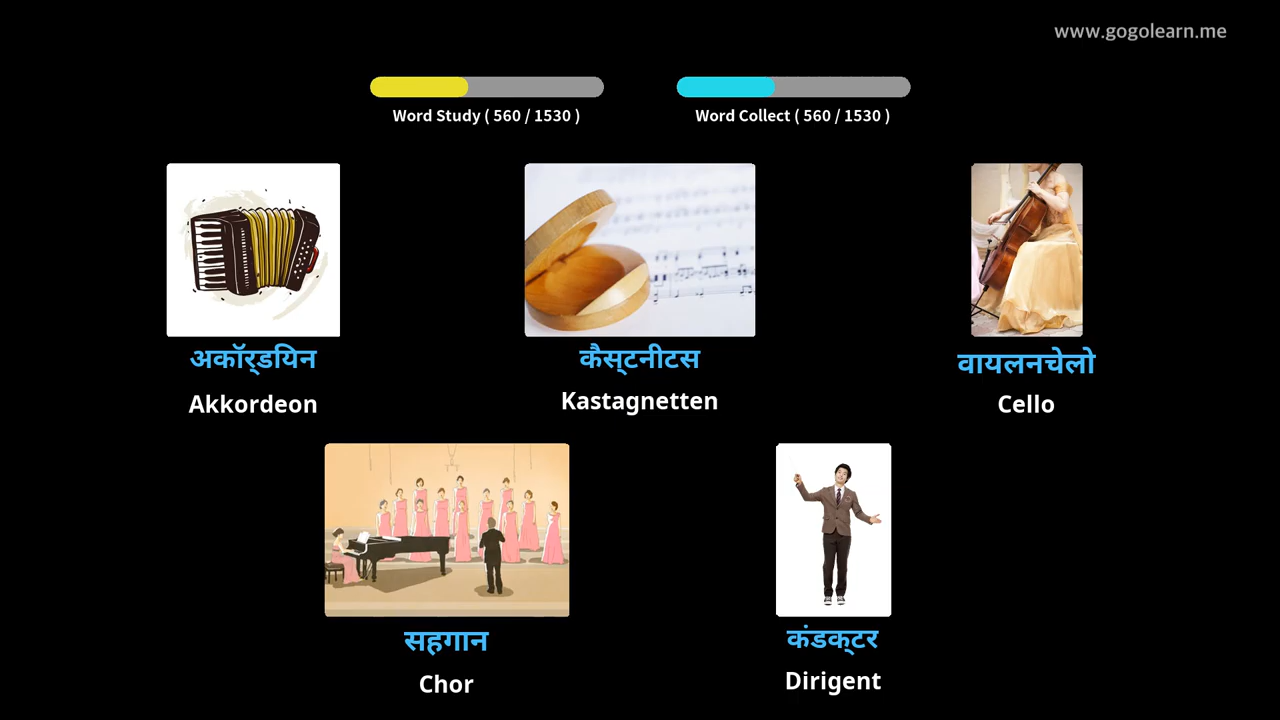 www.gogolearn.me
Word Study ( 560 / 1530 )
Word Collect ( 560 / 1530 )
अकॉर्‌डयिन
Akkordeon
कैस्‌टनीटस
Kastagnetten
वायलनचेलो
Cello
सहगान
Chor
कंडक्‌टर
Dirigent